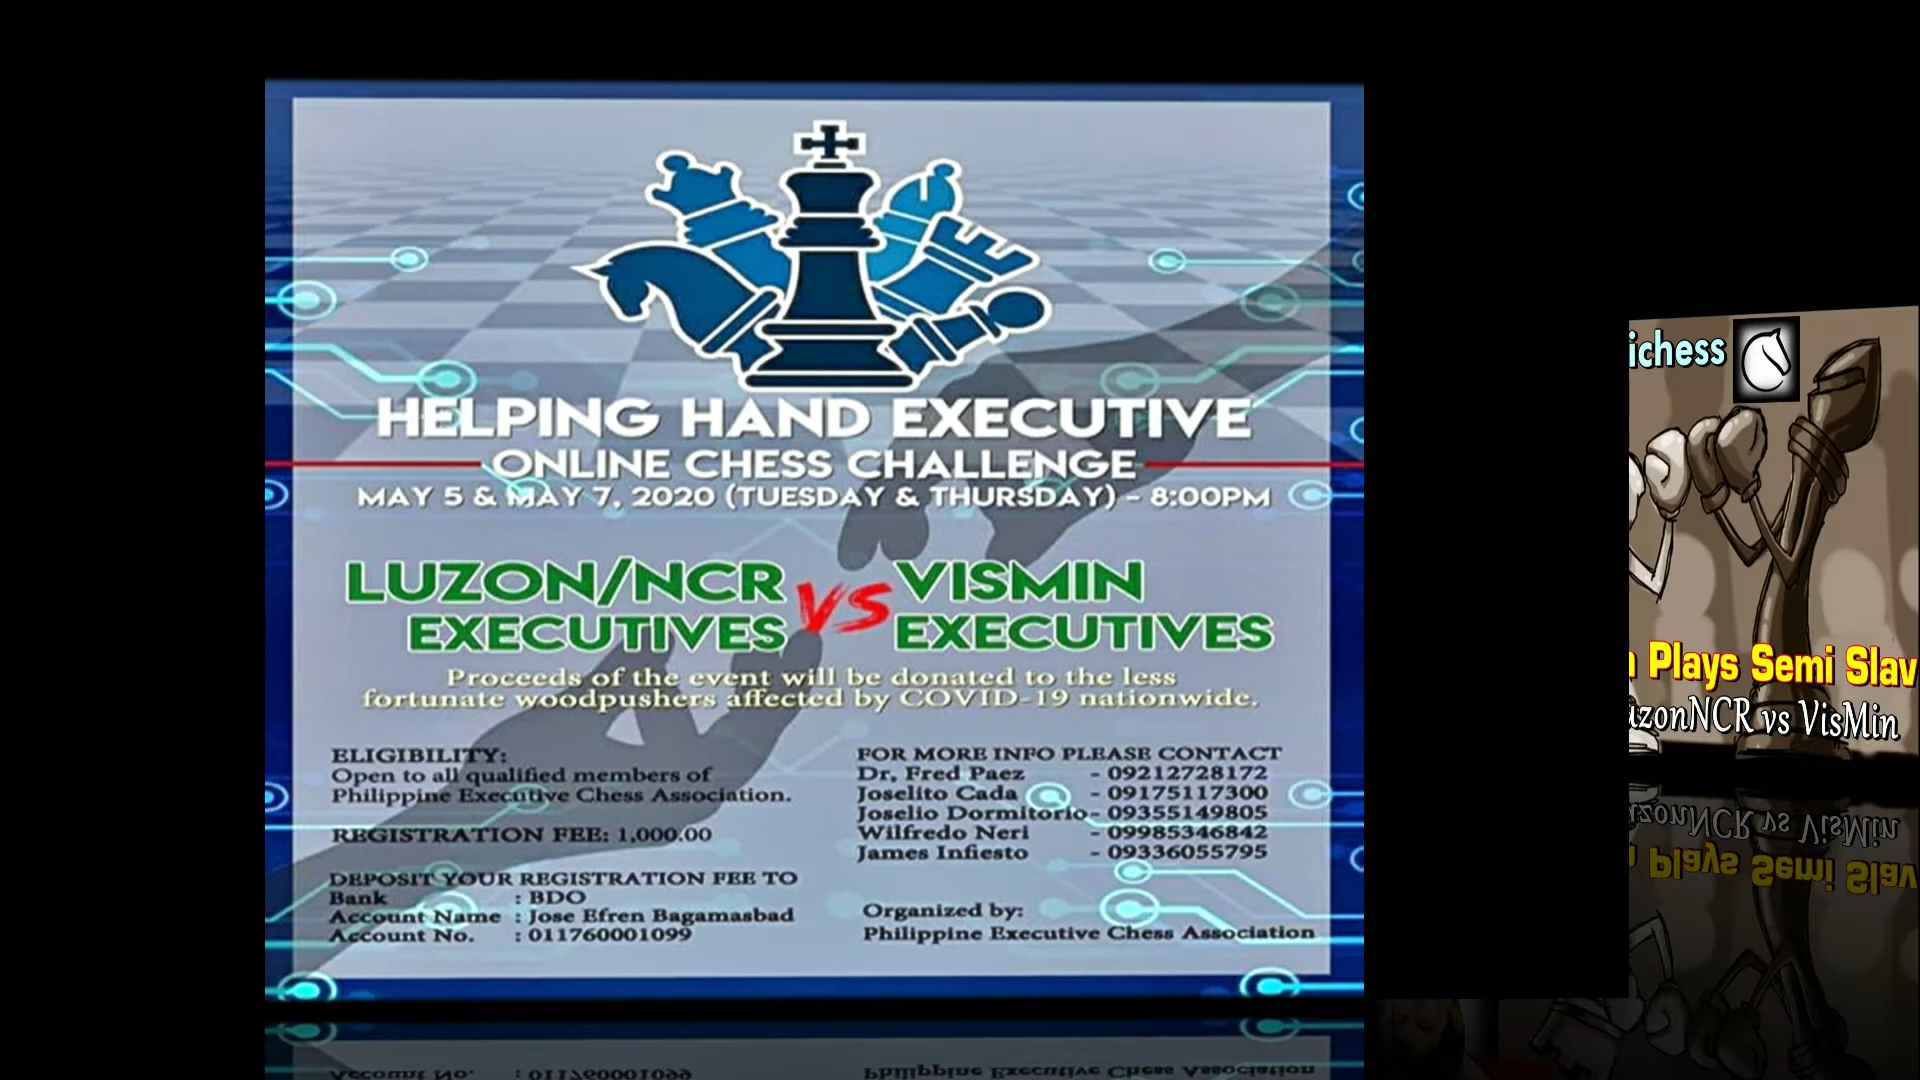 HELPING HAND EXECUTIVE
ONLINE CHESS CHALLENGE
MAY 5 & MAY 7, 2020 (TUESDAY & THURSDAY) - 8:00PM
LUZON/NCR EXECUTIVES
VS
VISMIN EXECUTIVES
Proceeds of the event will be donated to the less
fortunate woodpushers affected by COVID-19 nationwide.
ELIGIBILITY:
Open to all qualified members of
Philippine Executive Chess Association.
REGISTRATION FEE: 1,000.00
DEPOSIT YOUR REGISTRATION FEE TO
Bank : BDO
Account Name : Jose Efren Bagamasbad
Account No. : 011760001099
FOR MORE INFO PLEASE CONTACT
Dr, Fred Paez - 09212728172
Joselito Cada - 09175117300
Joselio Dormitorio- 09355149805
Wilfredo Neri - 09985346842
James Infiesto - 09336055795
Organized by:
Philippine Executive Chess Association
ichess
Plays Semi Slav
uzonNCR vs VisMin